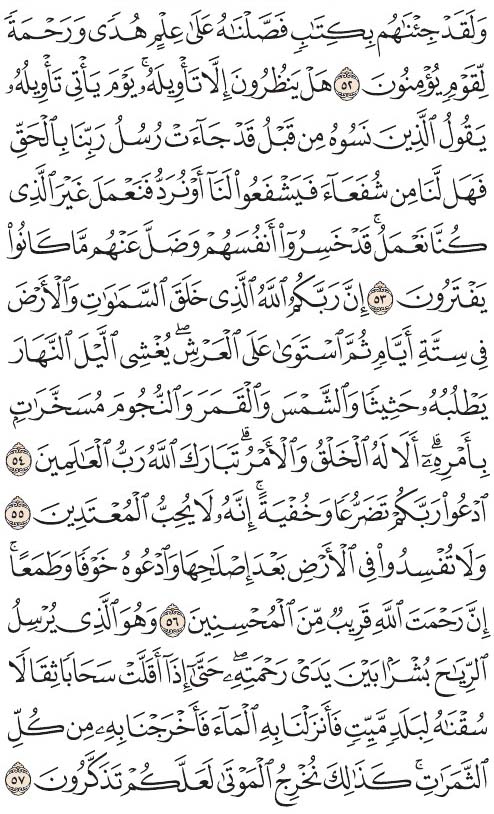 وَلَقَدْ جِئْنَٰهُم بِكِتَٰبٍ فَصَّلْنَٰهُ عَلَىٰ عِلْمٍ هُدًى وَرَحْمَةً
لِّقَوْمٍ يُؤْمِنُونَ ٥٢ هَلْ يَنظُرُونَ إِلَّا تَأْوِيلَهُۥ ۚ يَوْمَ يَأْتِى تَأْوِيلُهُۥ
يَقُولُ ٱلَّذِينَ نَسُوهُ مِن قَبْلُ قَدْ جَآءَتْ رُسُلُ رَبِّنَا بِٱلْحَقِّ
فَهَل لَّنَا مِن شُفَعَآءَ فَيَشْفَعُوا۟ لَنَآ أَوْ نُرَدُّ فَنَعْمَلَ غَيْرَ ٱلَّذِى
كُنَّا نَعْمَلُ ۚ قَدْ خَسِرُوٓا۟ أَنفُسَهُمْ وَضَلَّ عَنْهُم مَّا كَانُوا۟
يَفْتَرُونَ ٥٣ إِنَّ رَبَّكُمُ ٱللَّهُ ٱلَّذِى خَلَقَ ٱلسَّمَٰوَٰتِ وَٱلْأَرْضَ
فِى سِتَّةِ أَيَّامٍ ثُمَّ ٱسْتَوَىٰ عَلَى ٱلْعَرْشِ ۖ يُغْشِى ٱلَّيْلَ ٱلنَّهَارَ
يَطْلُبُهُۥ حَثِيثًا وَٱلشَّمْسَ وَٱلْقَمَرَ وَٱلنُّجُومَ مُسَخَّرَٰتٍۭ
بِأَمْرِهِۦٓ ۗ أَلَا لَهُ ٱلْخَلْقُ وَٱلْأَمْرُ ۗ تَبَارَكَ ٱللَّهُ رَبُّ ٱلْعَٰلَمِينَ ٥٤
ٱدْعُوا۟ رَبَّكُمْ تَضَرُّعًا وَخُفْيَةً ۚ إِنَّهُۥ لَا يُحِبُّ ٱلْمُعْتَدِينَ ٥٥
وَلَا تُفْسِدُوا۟ فِى ٱلْأَرْضِ بَعْدَ إِصْلَٰحِهَا وَٱدْعُوهُ خَوْفًا وَطَمَعًا ۚ
إِنَّ رَحْمَتَ ٱللَّهِ قَرِيبٌ مِّنَ ٱلْمُحْسِنِينَ ٥٦ وَهُوَ ٱلَّذِى يُرْسِلُ
ٱلرِّيَٰحَ بُشْرًۢا بَيْنَ يَدَىْ رَحْمَتِهِۦ ۖ حَتَّىٰٓ إِذَآ أَقَلَّتْ سَحَابًا ثِقَالًا
سُقْنَٰهُ لِبَلَدٍ مَّيِّتٍ فَأَنزَلْنَا بِهِ ٱلْمَآءَ فَأَخْرَجْنَا بِهِۦ مِن كُلِّ
ٱلثَّمَرَٰتِ ۚ كَذَٰلِكَ نُخْرِجُ ٱلْمَوْتَىٰ لَعَلَّكُمْ تَذَكَّرُونَ ٥٧